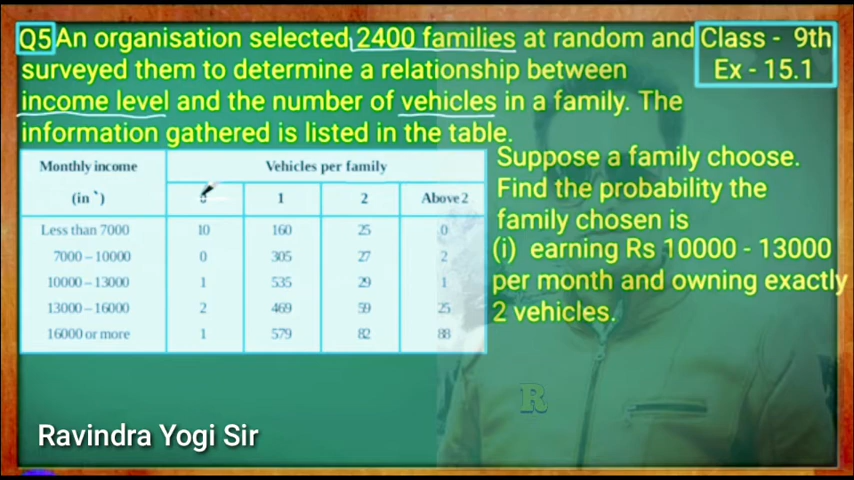 Q5 An organisation selected 2400 families at random and
surveyed them to determine a relationship between
income level and the number of vehicles in a family. The
information gathered is listed in the table.
Class - 9th
Ex - 15.1
Monthly income Vehicles per family
(in `) 0 1 2 Above 2
Less than 7000 10 160 25 0
7000 – 10000 0 305 27 2
10000 – 13000 1 535 29 1
13000 – 16000 2 469 59 25
16000 or more 1 579 82 88
Suppose a family choose.
Find the probability the
family chosen is
(i) earning Rs 10000 - 13000
per month and owning exactly
2 vehicles.
R
Ravindra Yogi Sir